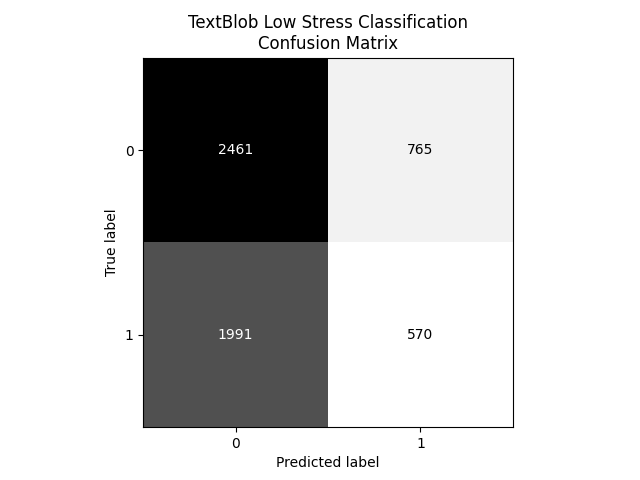 TextBlob Low Stress Classification
Confusion Matrix
0
2461
765
True label
1
1991
570
0
1
Predicted label